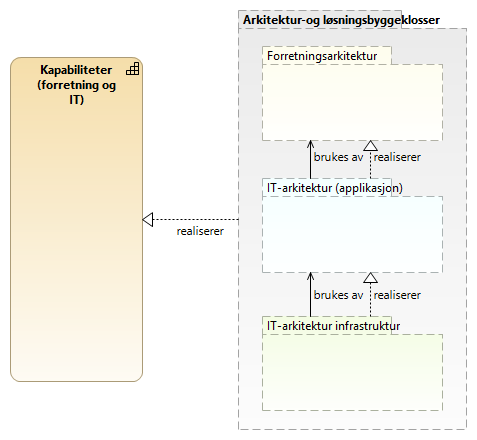 Arkitektur-og løsningsbyggeklosser
Kapabiliteter
(forretning og
IT)
realiserer
Forretningsarkitektur
brukes av
realiserer
IT-arkitektur (applikasjon)
brukes av
realiserer
IT-arkitektur infrastruktur